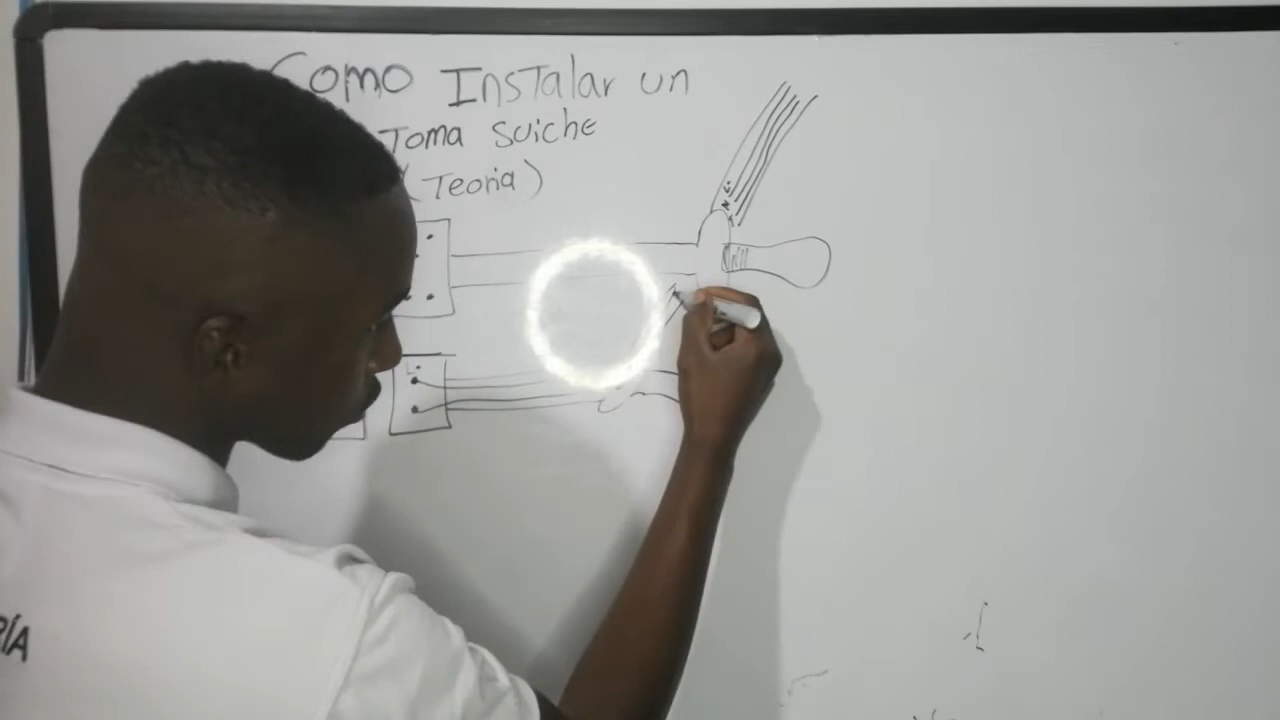 Como Instalar un
Toma Suiche
(Teoria)
N
L
RÍA